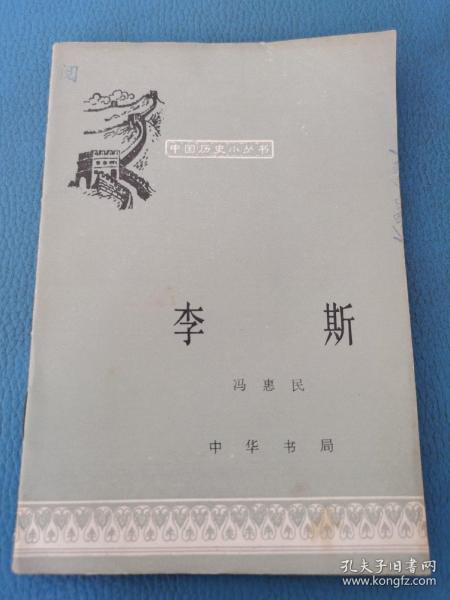 中国历史小丛书
李斯
冯惠民
中华书局
孔夫子旧书网
www.kongfz.com